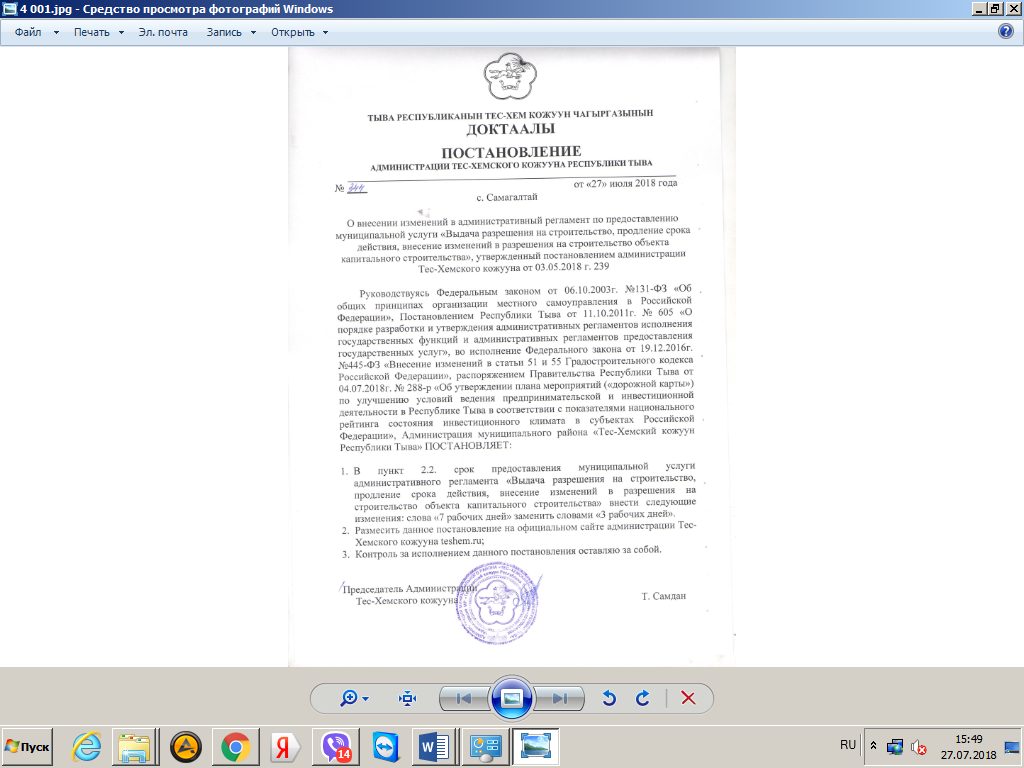 4 001.jpg - Средство просмотра фотографий Windows
Файл Печать Эл. почта Запись Открыть
ТЫВА РЕСПУБЛИКАНЫН ТЕС-ХЕМ КОЖУУН ЧАГЫРГАЗЫНЫН
ДОКТААЛЫ
ПОСТАНОВЛЕНИЕ
АДМИНИСТРАЦИИ ТЕС-ХЕМСКОГО КОЖУУНА РЕСПУБЛИКИ ТЫВА
№ от «27» июля 2018 года
с. Самагалтай
О внесении изменений в административный регламент по предоставлению
муниципальной услуги «Выдача разрешения на строительство, продление срока
действия, внесение изменений в разрешения на строительство объекта
капитального строительства», утвержденный постановлением администрации
Тес-Хемского кожууна от 03.05.2018 г. 239
Руководствуясь Федеральным законом от 06.10.2003г. №131-ФЗ «Об
общих принципах организации местного самоуправления в Российской
Федерации», Постановлением Республики Тыва от 11.10.2011г. № 605 «О
порядке разработки и утверждения административных регламентов исполнения
государственных функций и административных регламентов предоставления
государственных услуг», во исполнение Федерального закона от 19.12.2016г.
№445-ФЗ «Внесение изменений в статьи 51 и 55 Градостроительного кодекса
Российской Федерации», распоряжением Правительства Республики Тыва от
04.07.2018г. № 288-р «Об утверждении плана мероприятий («дорожной карты»)
по улучшению условий ведения предпринимательской и инвестиционной
деятельности в Республике Тыва в соответствии с показателями национального
рейтинга состояния инвестиционного климата в субъектах Российской
Федерации», Администрация муниципального района «Тес-Хемский кожуун
Республики Тыва» ПОСТАНОВЛЯЕТ:
1. В пункт 2.2. срок предоставления муниципальной услуги
административного регламента «Выдача разрешения на строительство,
продление срока действия, внесение изменений в разрешения на
строительство объекта капитального строительства» внести следующие
изменения: слова «7 рабочих дней» заменить словами «3 рабочих дней».
2. Размесить данное постановление на официальном сайте администрации Тес-
Хемского кожууна teshem.ru;
3. Контроль за исполнением данного постановления оставляю за собой.
Председатель Администрации
Тес-Хемского кожууна Т. Самдан
Пуск 14 RU 15:49
27.07.2018